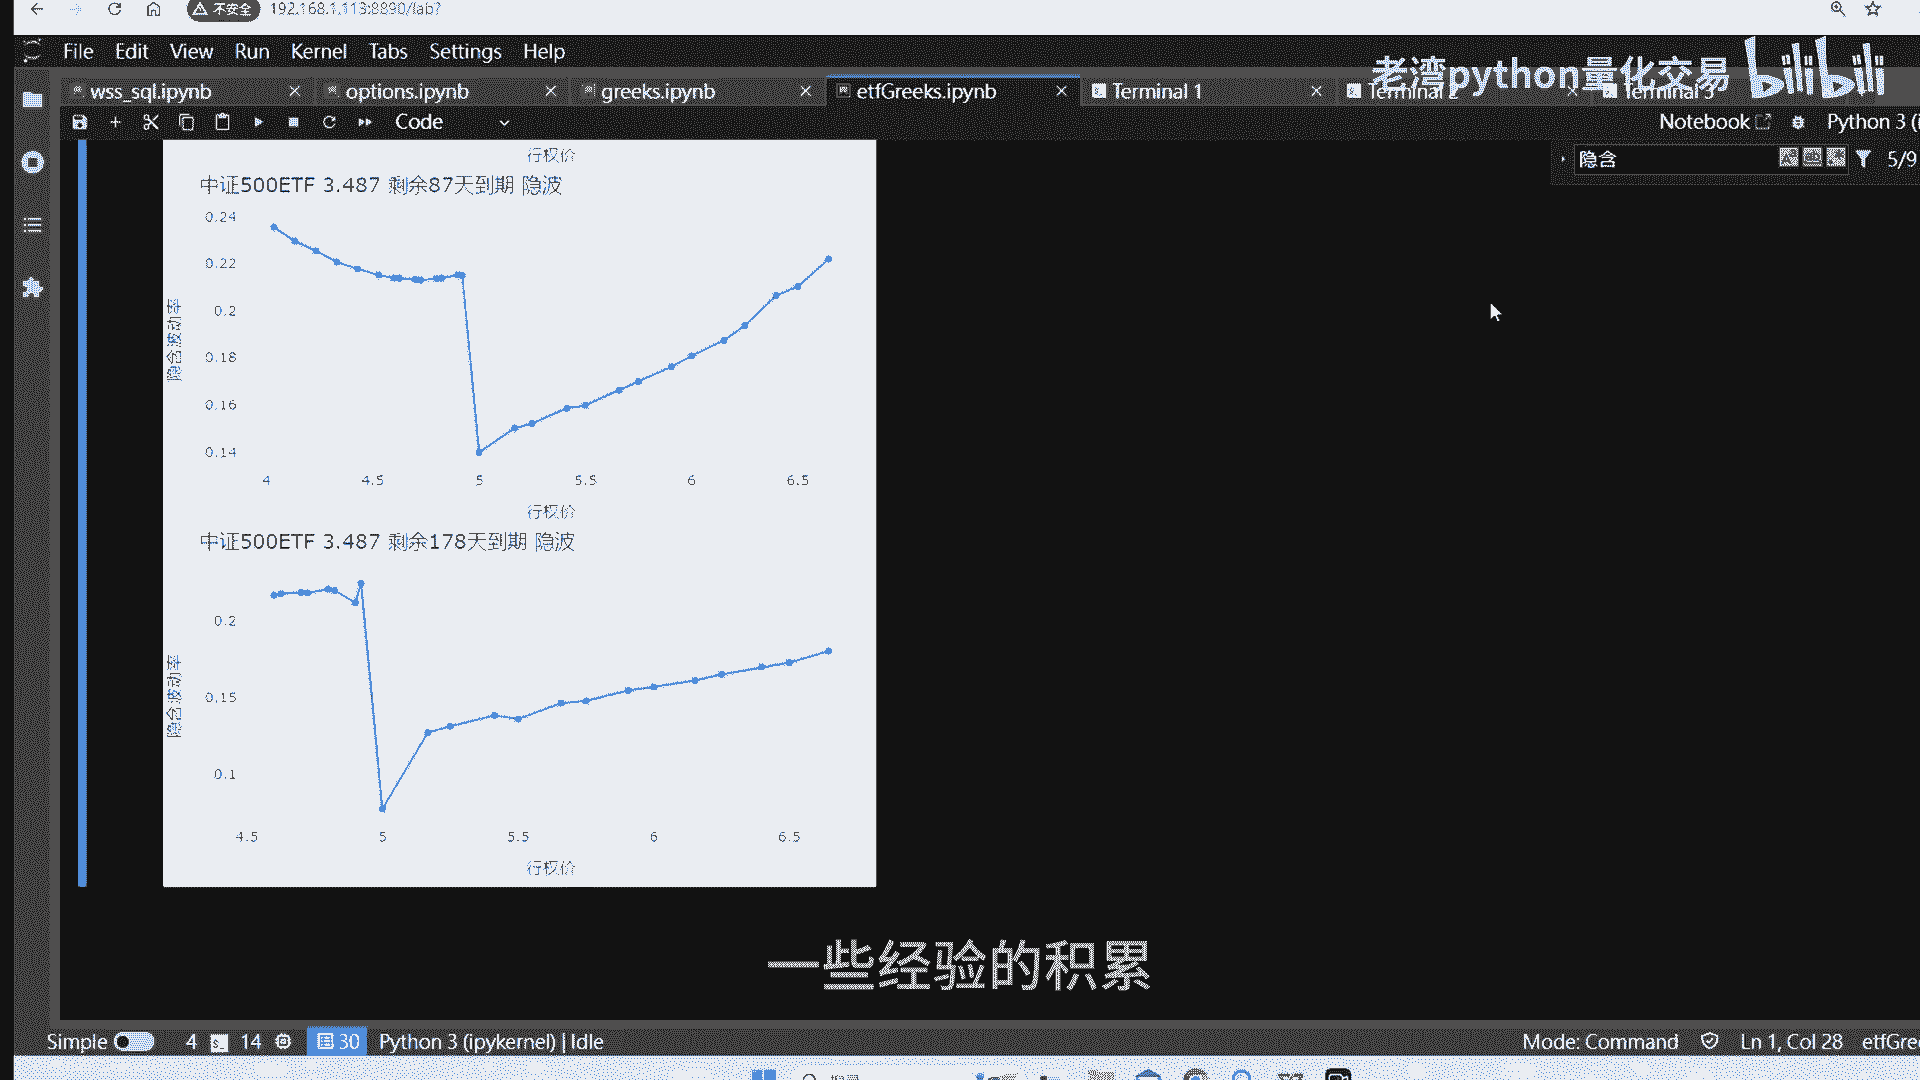 不安全 192.168.1.113:8890/lab?
File Edit View Run Kernel Tabs Settings Help
老湾python量化交易 bilibili
wss_sql.ipynb options.ipynb greeks.ipynb etfGreeks.ipynb Terminal 1 Terminal 2 Terminal 3
Code Notebook Python 3 (i
隐含 5/9
行权价
中证500ETF 3.487 剩余87天到期 隐波
0.24
0.22
0.2
0.18
0.16
0.14
隐含波动率
4 4.5 5 5.5 6 6.5
行权价
中证500ETF 3.487 剩余178天到期 隐波
0.2
0.15
0.1
隐含波动率
4.5 5 5.5 6 6.5
行权价
一些经验的积累
Simple 4 14 30 Python 3 (ipykernel) | Idle Mode: Command Ln 1, Col 28 etfGre